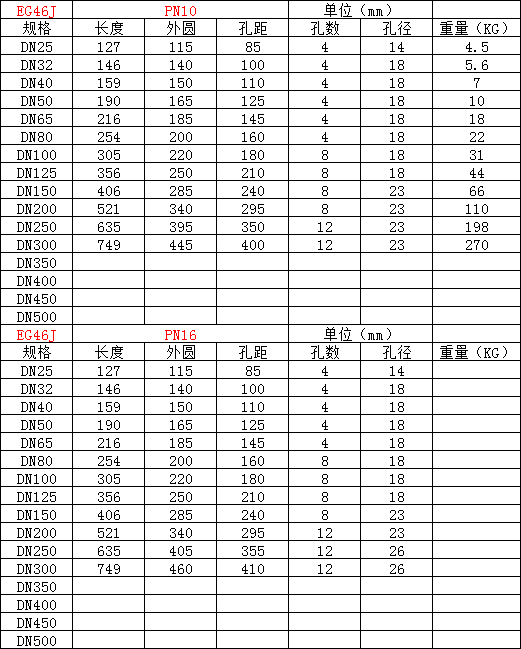 EG46J PN10 单位（mm）
规格 长度 外圆 孔距 孔数 孔径 重量（KG）
DN25 127 115 85 4 14 4.5
DN32 146 140 100 4 18 5.6
DN40 159 150 110 4 18 7
DN50 190 165 125 4 18 10
DN65 216 185 145 4 18 18
DN80 254 200 160 4 18 22
DN100 305 220 180 8 18 31
DN125 356 250 210 8 18 44
DN150 406 285 240 8 23 66
DN200 521 340 295 8 23 110
DN250 635 395 350 12 23 198
DN300 749 445 400 12 23 270
DN350
DN400
DN450
DN500
EG46J PN16 单位（mm）
规格 长度 外圆 孔距 孔数 孔径 重量（KG）
DN25 127 115 85 4 14
DN32 146 140 100 4 18
DN40 159 150 110 4 18
DN50 190 165 125 4 18
DN65 216 185 145 4 18
DN80 254 200 160 8 18
DN100 305 220 180 8 18
DN125 356 250 210 8 18
DN150 406 285 240 8 23
DN200 521 340 295 12 23
DN250 635 405 355 12 26
DN300 749 460 410 12 26
DN350
DN400
DN450
DN500